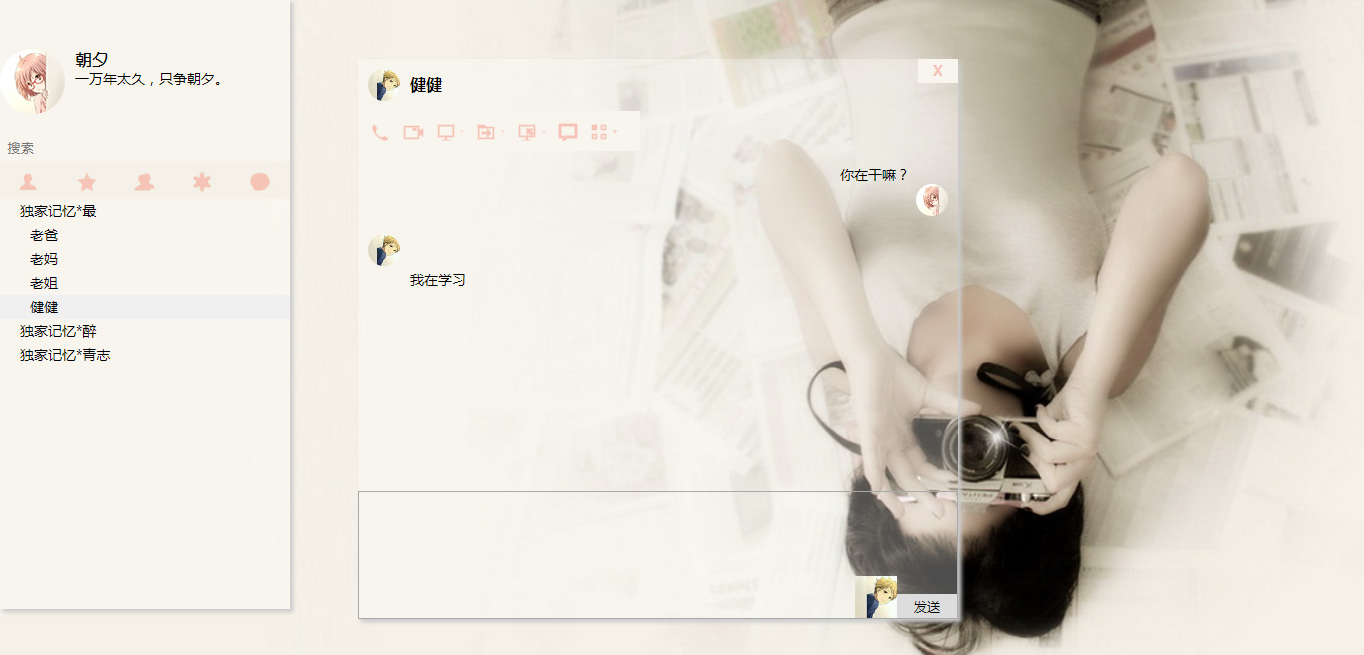 朝夕
一万年太久，只争朝夕。
搜索
独家记忆*最
老爸
老妈
老姐
健健
独家记忆*醉
独家记忆*青志
健健
X
你在干嘛？
我在学习
发送